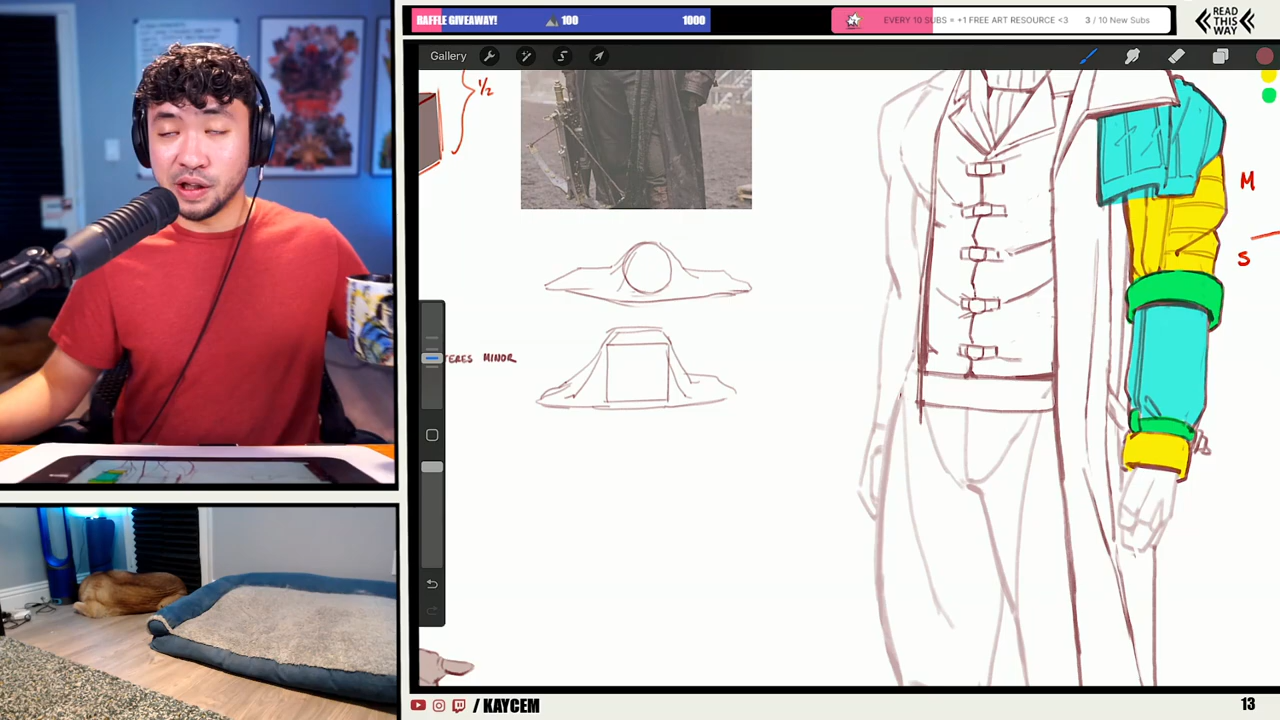 RAFFLE GIVEAWAY!
100
1000
EVERY 10 SUBS = +1 FREE ART RESOURCE <3
3 / 10 New Subs
READ
THIS
WAY
Gallery
1/2
M
S
TERES MINOR
/ KAYCEM
13